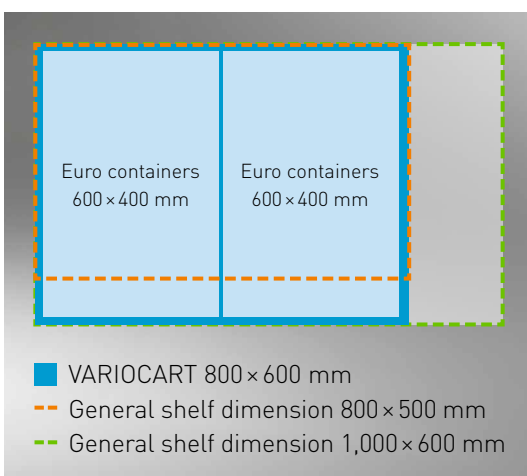 Euro containers
600 × 400 mm
Euro containers
600 × 400 mm
VARIOCART 800 × 600 mm
General shelf dimension 800 × 500 mm
General shelf dimension 1,000 × 600 mm